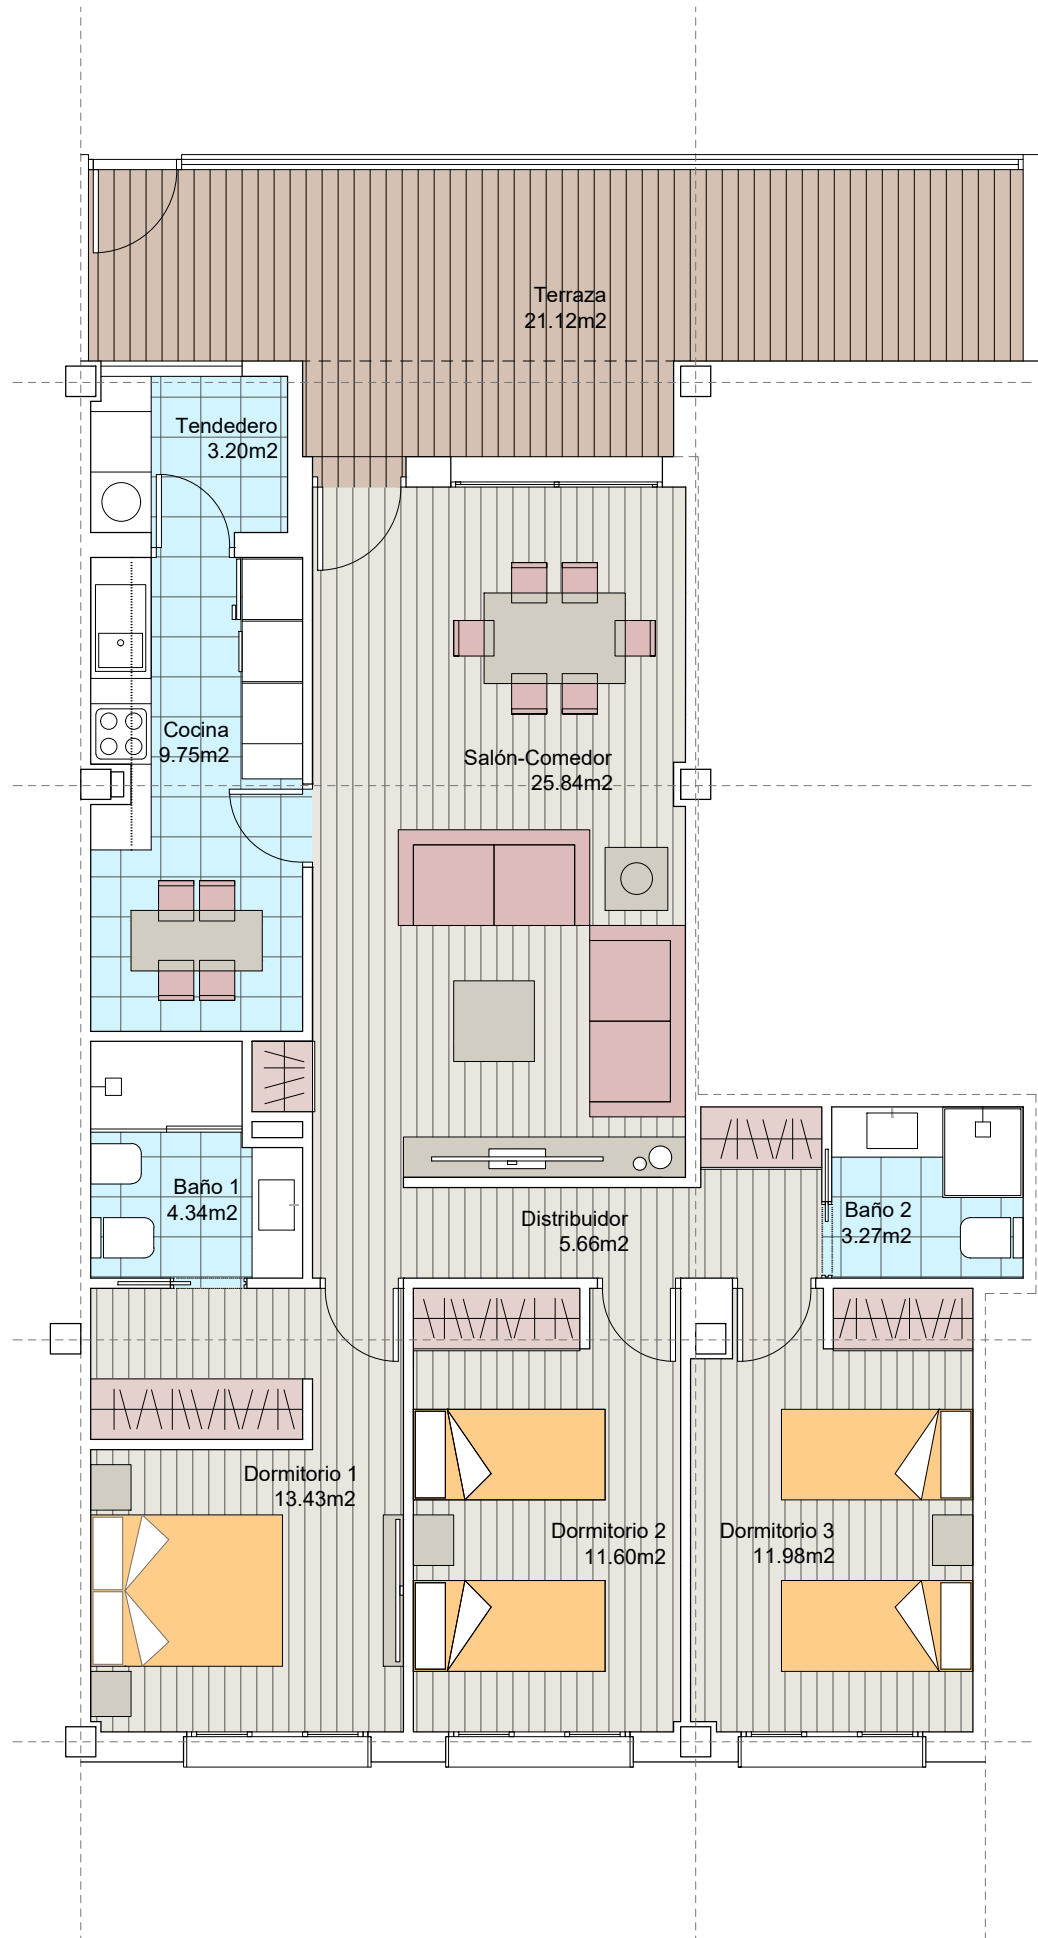 Terraza
21.12m2
Tendedero
3.20m2
Cocina
9.75m2
Salón-Comedor
25.84m2
Baño 1
4.34m2
Distribuidor
5.66m2
Baño 2
3.27m2
Dormitorio 1
13.43m2
Dormitorio 2
11.60m2
Dormitorio 3
11.98m2